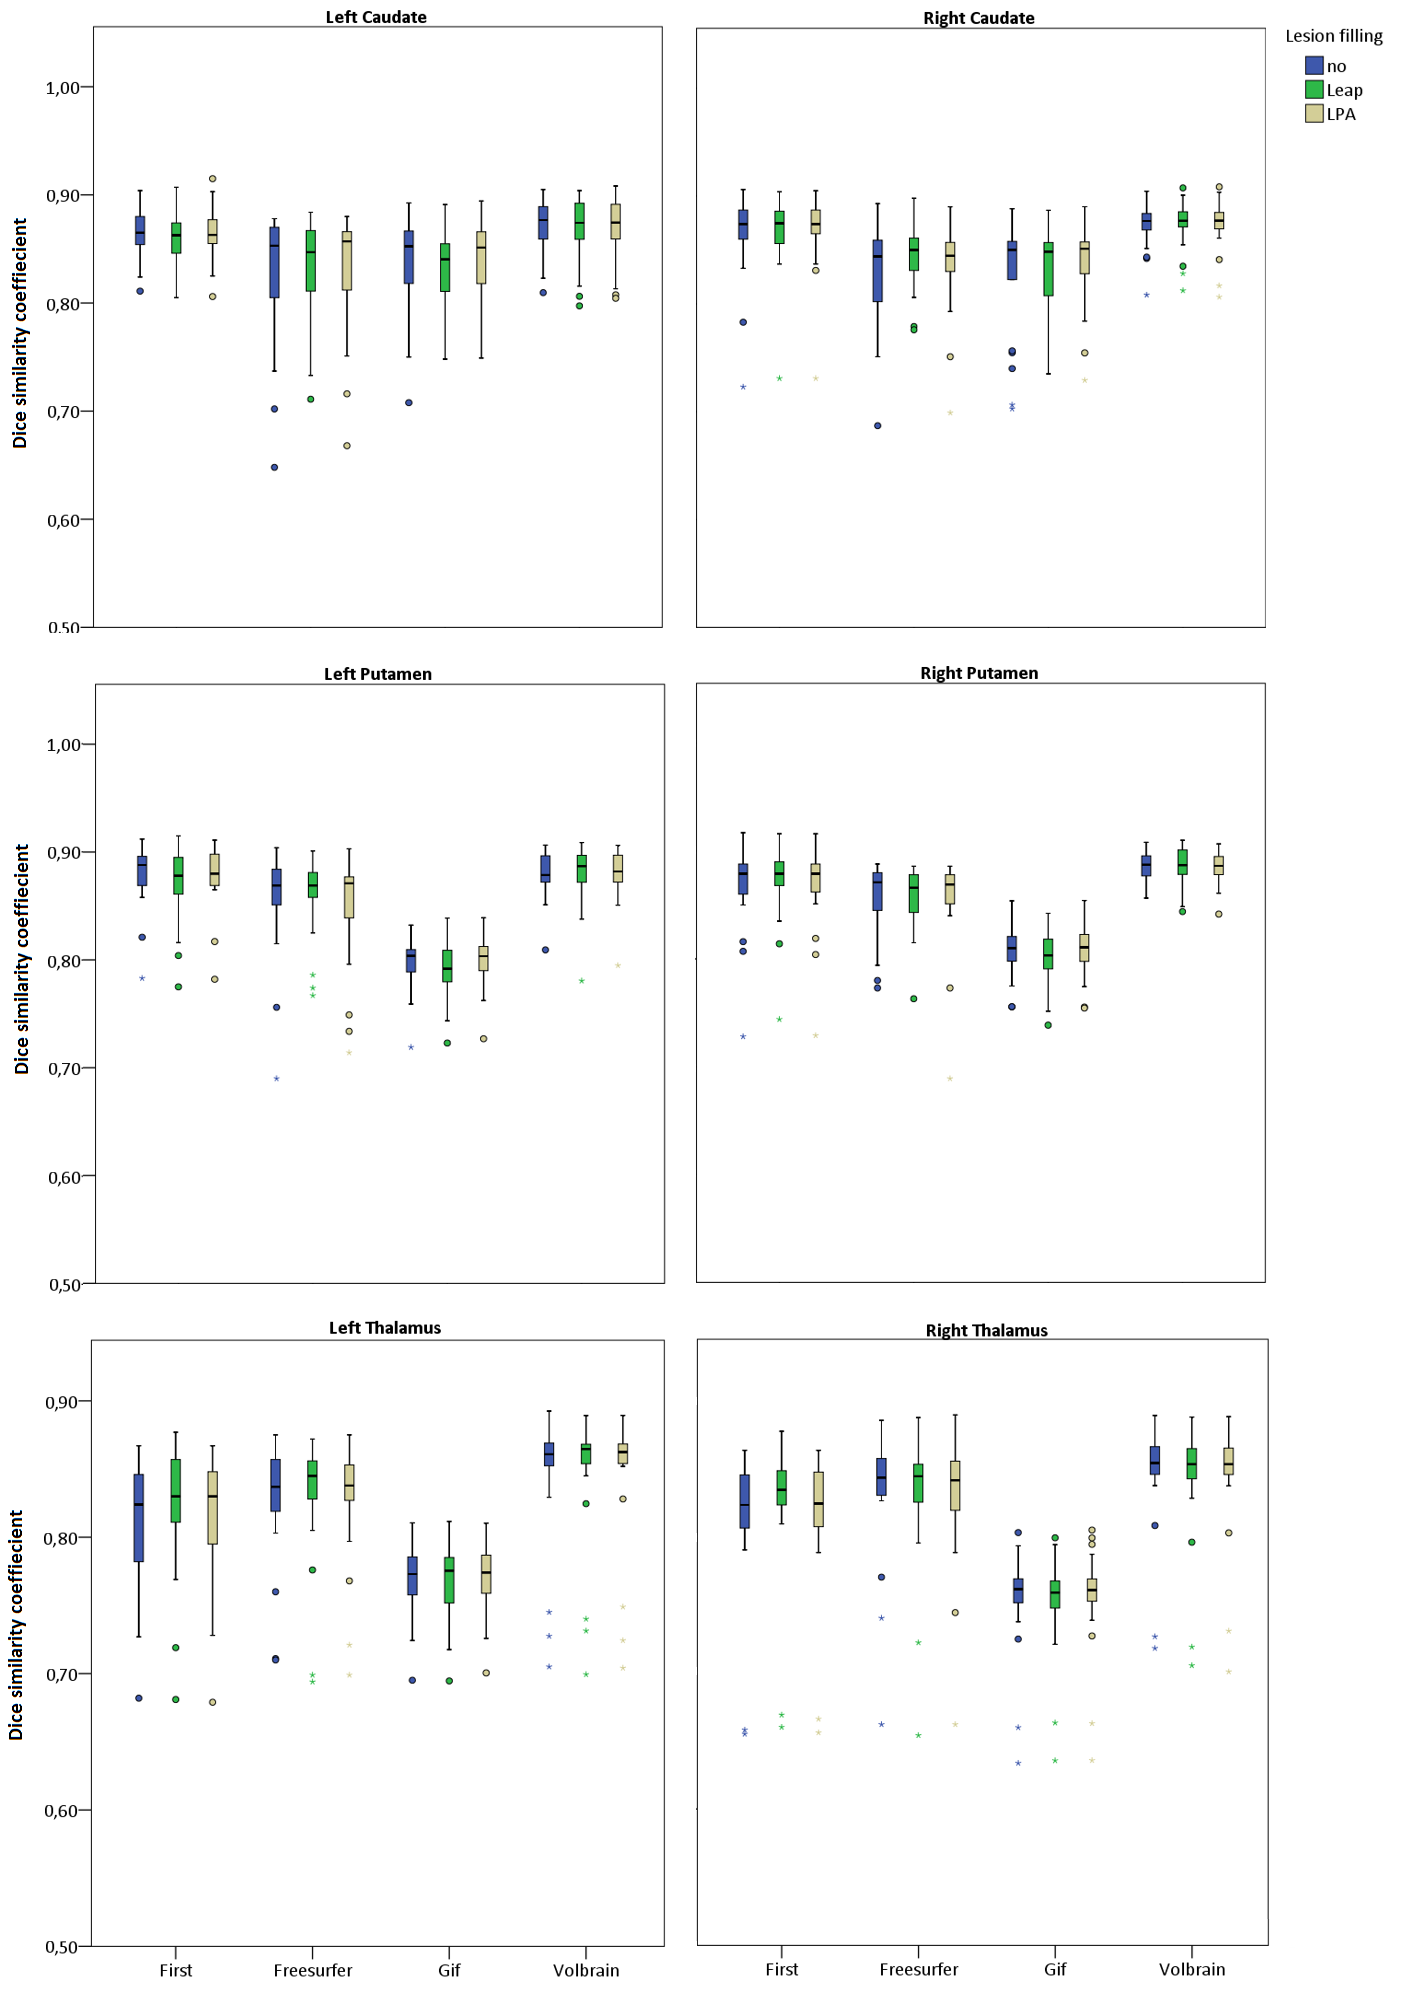 Left Caudate
Right Caudate
Lesion filling
no
Leap
LPA
Dice similarity coeffiecient
1,00
0,90
0,80
0,70
0,60
0,50
Left Putamen
Right Putamen
Dice similarity coeffiecient
1,00
0,90
0,80
0,70
0,60
0,50
Left Thalamus
Right Thalamus
Dice similarity coeffiecient
0,90
0,80
0,70
0,60
0,50
First
Freesurfer
Gif
Volbrain
First
Freesurfer
Gif
Volbrain